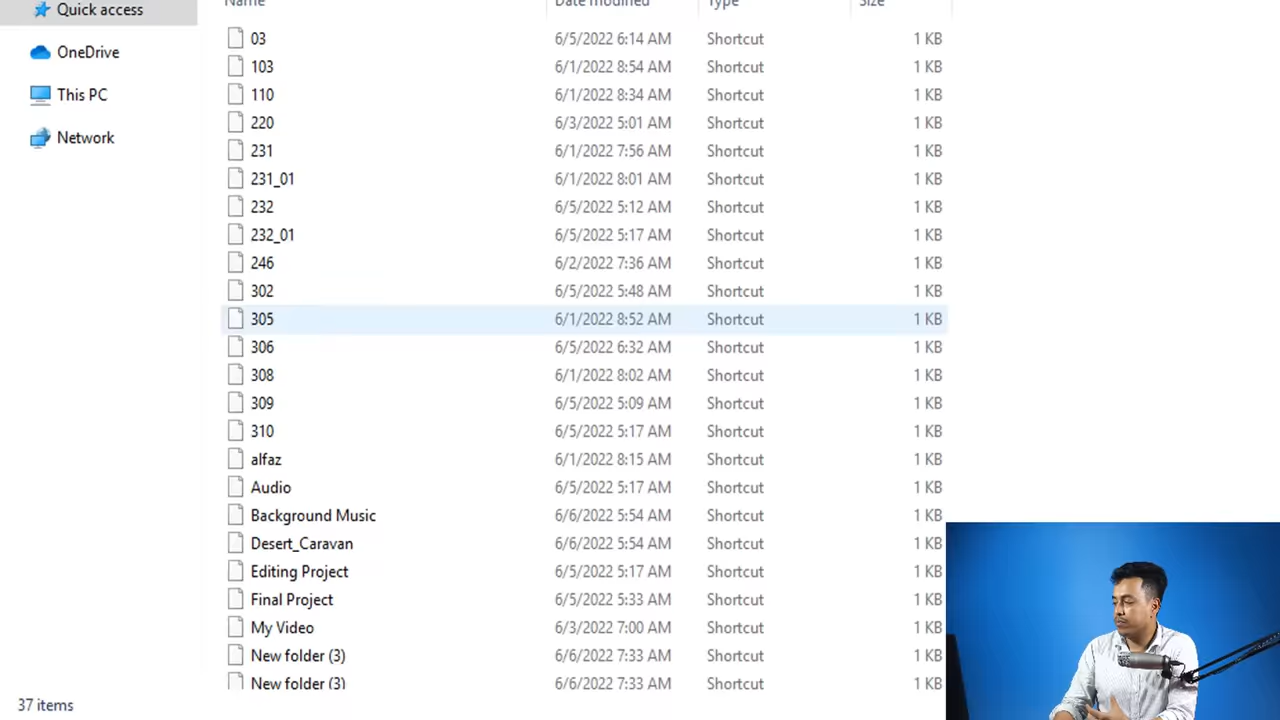 Quick access
OneDrive
This PC
Network
Name Date modified Type Size
03 6/5/2022 6:14 AM Shortcut 1 KB
103 6/1/2022 8:54 AM Shortcut 1 KB
110 6/1/2022 8:34 AM Shortcut 1 KB
220 6/3/2022 5:01 AM Shortcut 1 KB
231 6/1/2022 7:56 AM Shortcut 1 KB
231_01 6/1/2022 8:01 AM Shortcut 1 KB
232 6/5/2022 5:12 AM Shortcut 1 KB
232_01 6/5/2022 5:17 AM Shortcut 1 KB
246 6/2/2022 7:36 AM Shortcut 1 KB
302 6/5/2022 5:48 AM Shortcut 1 KB
305 6/1/2022 8:52 AM Shortcut 1 KB
306 6/5/2022 6:32 AM Shortcut 1 KB
308 6/1/2022 8:02 AM Shortcut 1 KB
309 6/5/2022 5:09 AM Shortcut 1 KB
310 6/5/2022 5:17 AM Shortcut 1 KB
alfaz 6/1/2022 8:15 AM Shortcut 1 KB
Audio 6/5/2022 5:17 AM Shortcut 1 KB
Background Music 6/6/2022 5:54 AM Shortcut 1 KB
Desert_Caravan 6/6/2022 5:54 AM Shortcut 1 KB
Editing Project 6/5/2022 5:17 AM Shortcut 1 KB
Final Project 6/5/2022 5:33 AM Shortcut 1 KB
My Video 6/3/2022 7:00 AM Shortcut 1 KB
New folder (3) 6/6/2022 7:33 AM Shortcut 1 KB
New folder (3) 6/6/2022 7:33 AM Shortcut 1 KB
37 items